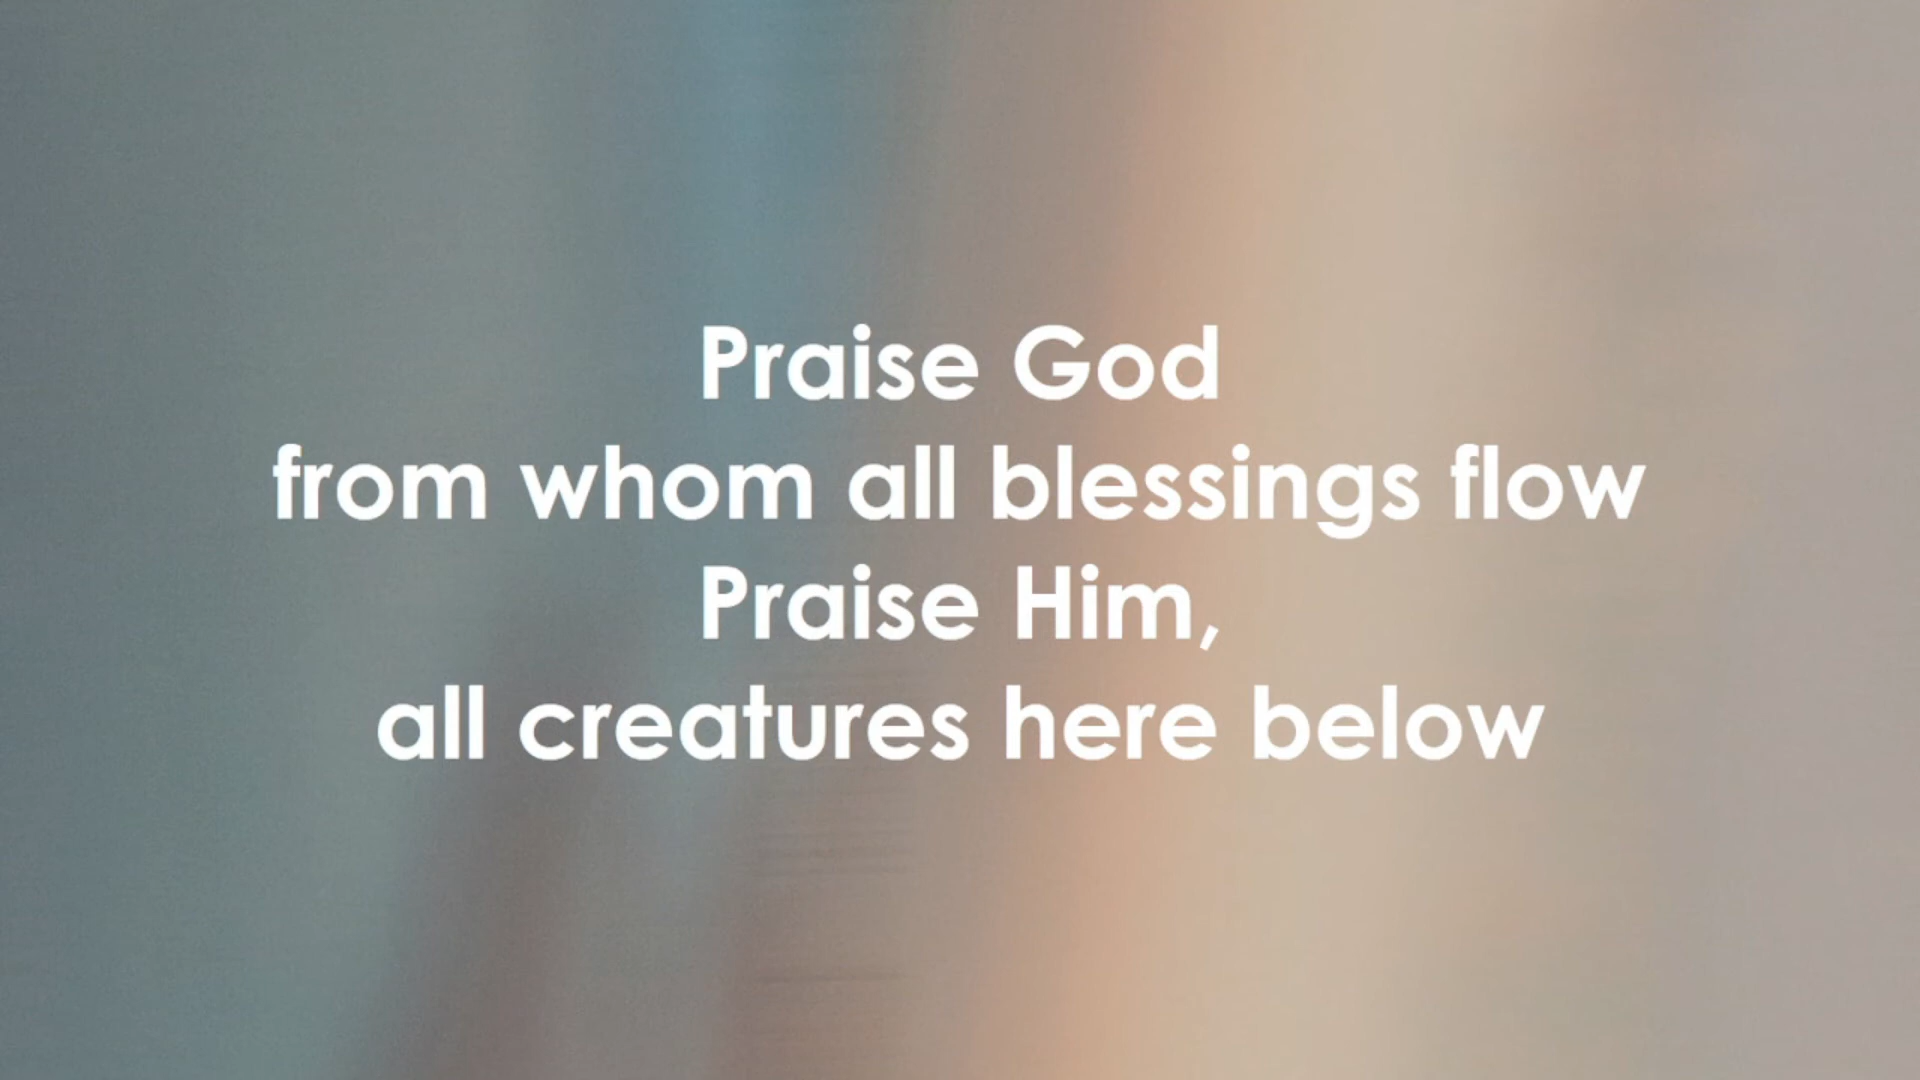 Praise God
from whom all blessings flow
Praise Him,
all creatures here below